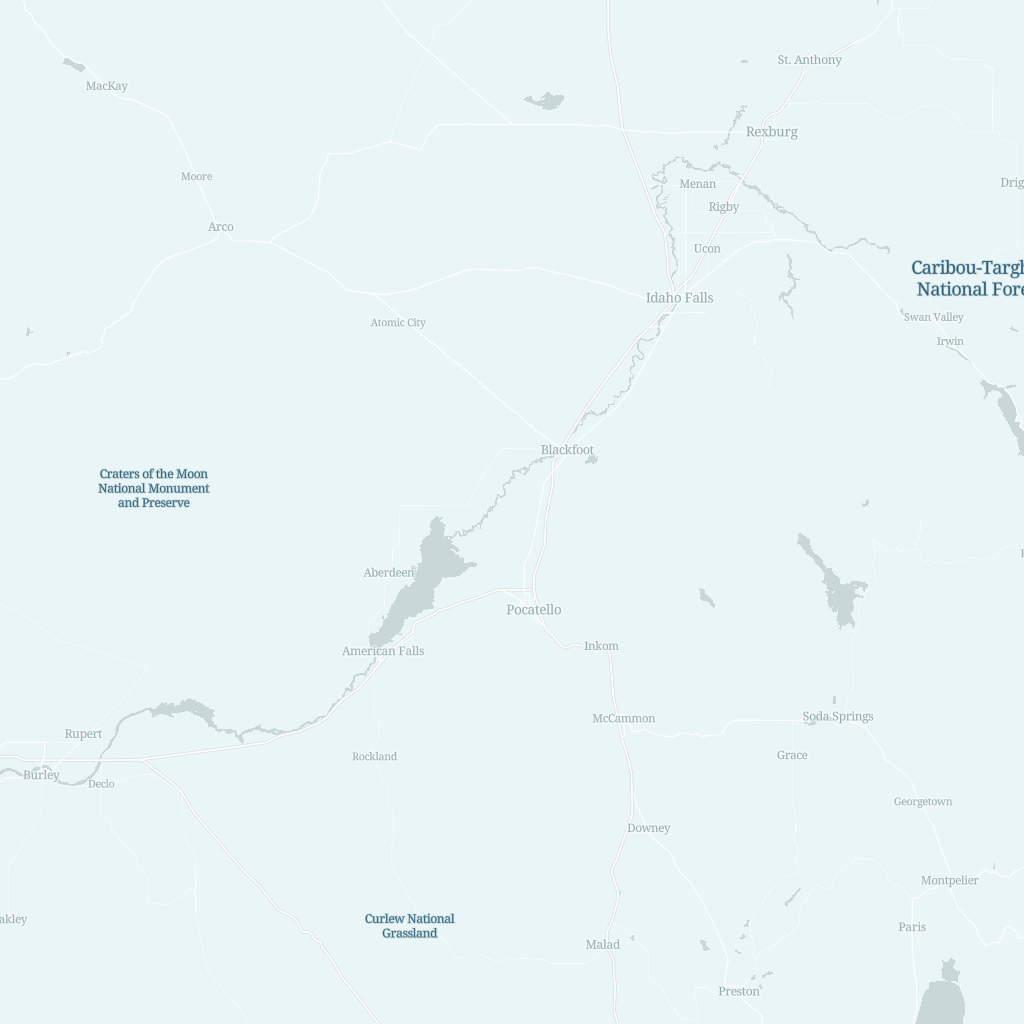 St. Anthony
MacKay
Rexburg
Moore
Menan
Rigby
Arco
Ucon
Caribou-Targh
National Fore
Idaho Falls
Swan Valley
Atomic City
Irwin
Blackfoot
Craters of the Moon
National Monument
and Preserve
Aberdeen
Pocatello
Inkom
American Falls
McCammon
Soda Springs
Rupert
Rockland
Grace
Burley
Declo
Georgetown
Downey
Montpelier
akley
Curlew National
Grassland
Paris
Malad
Preston
Drig